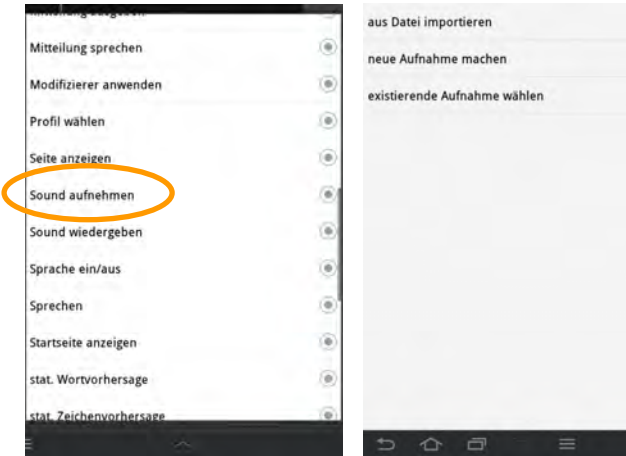 Mitteilung sprechen
Modifizierer anwenden
Profil wählen
Seite anzeigen
Sound aufnehmen
Sound wiedergeben
Sprache ein/aus
Sprechen
Startseite anzeigen
stat. Wortvorhersage
stat. Zeichenvorhersage
aus Datei importieren
neue Aufnahme machen
existierende Aufnahme wählen